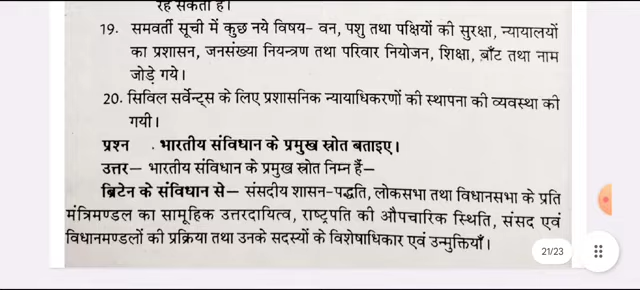 रह सकता है।
19. समवर्ती सूची में कुछ नये विषय– वन, पशु तथा पक्षियों की सुरक्षा, न्यायालयों
का प्रशासन, जनसंख्या नियन्त्रण तथा परिवार नियोजन, शिक्षा, बाँट तथा नाम
जोड़े गये।
20. सिविल सर्वेन्ट्स के लिए प्रशासनिक न्यायाधिकरणों की स्थापना की व्यवस्था की
गयी।
प्रश्न . भारतीय संविधान के प्रमुख स्रोत बताइए।
उत्तर— भारतीय संविधान के प्रमुख स्रोत निम्न हैं—
ब्रिटेन के संविधान से— संसदीय शासन-पद्धति, लोकसभा तथा विधानसभा के प्रति
मंत्रिमण्डल का सामूहिक उत्तरदायित्व, राष्ट्रपति की औपचारिक स्थिति, संसद एवं
विधानमण्डलों की प्रक्रिया तथा उनके सदस्यों के विशेषाधिकार एवं उन्मुक्तियाँ।
21/23